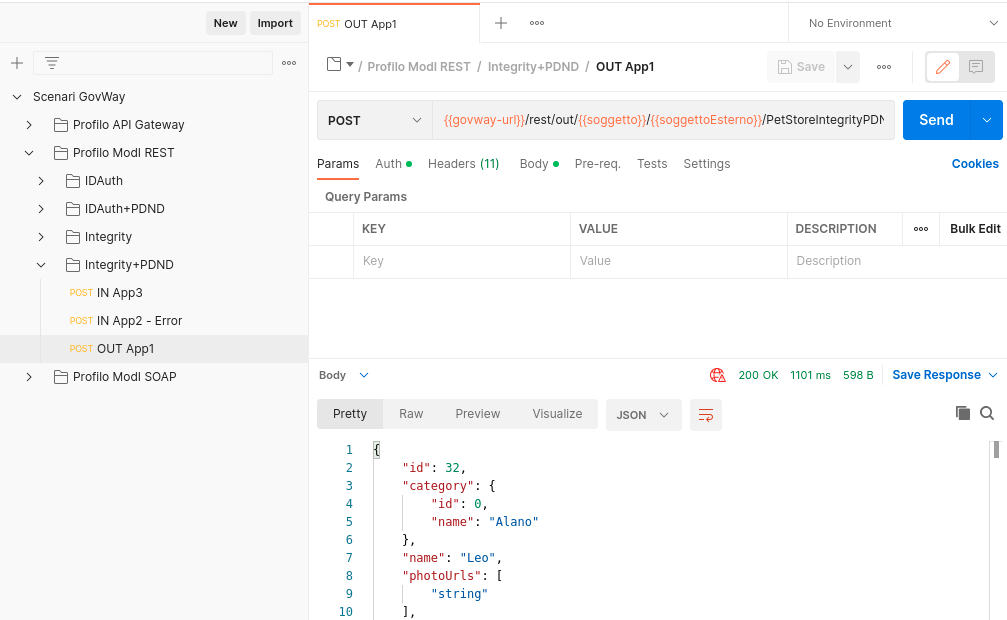 New Import
Scenari GovWay
Profilo API Gateway
Profilo ModI REST
IDAuth
IDAuth+PDND
Integrity
Integrity+PDND
POST IN App3
POST IN App2 - Error
POST OUT App1
Profilo ModI SOAP
POST OUT App1
No Environment
/ Profilo ModI REST / Integrity+PDND / OUT App1
Save
POST {{govway-url}}/rest/out/{{soggetto}}/{{soggettoEsterno}}/PetStoreIntegrityPDN
Send
Params Auth Headers (11) Body Pre-req. Tests Settings Cookies
Query Params
KEY VALUE DESCRIPTION Bulk Edit
Key Value Description
Body 200 OK 1101 ms 598 B Save Response
Pretty Raw Preview Visualize JSON
1 {
2 "id": 32,
3 "category": {
4 "id": 0,
5 "name": "Alano"
6 },
7 "name": "Leo",
8 "photoUrls": [
9 "string"
10 ],